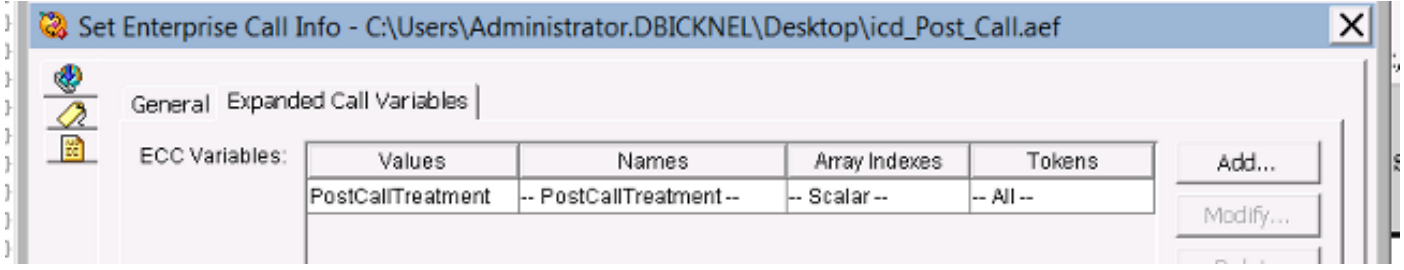 Set Enterprise Call Info - C:\Users\Administrator.DBICKNEL\Desktop\icd_Post_Call.aef
General Expanded Call Variables
ECC Variables: Values Names Array Indexes Tokens Add...
PostCallTreatment -- PostCallTreatment -- -- Scalar -- -- All --
Modify...